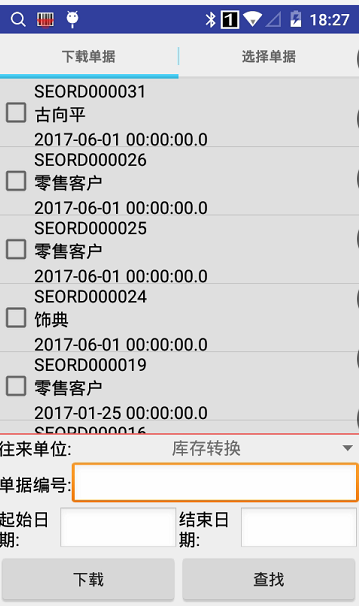 1 18:27
下载单据 选择单据
SEORD000031
古向平
2017-06-01 00:00:00.0
SEORD000026
零售客户
2017-06-01 00:00:00.0
SEORD000025
零售客户
2017-06-01 00:00:00.0
SEORD000024
饰典
2017-06-01 00:00:00.0
SEORD000019
零售客户
2017-01-25 00:00:00.0
SEORD000016
往来单位: 库存转换
单据编号:
起始日期: 结束日期:
下载 查找